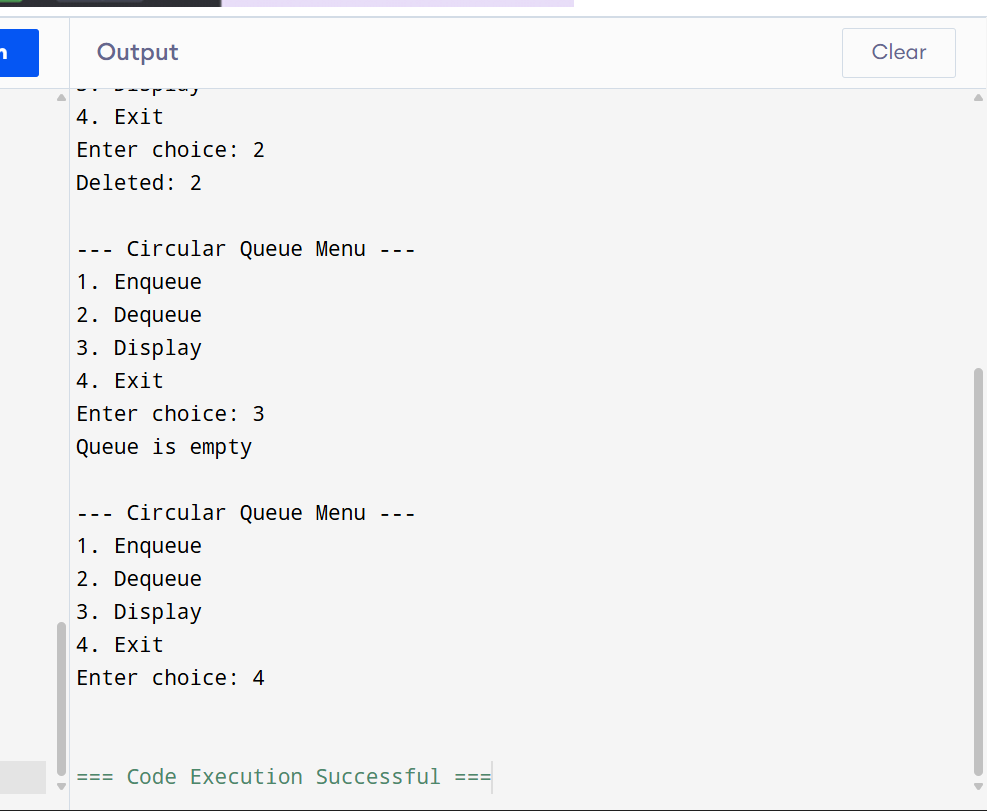 Output
Clear
3. Display
4. Exit
Enter choice: 2
Deleted: 2

--- Circular Queue Menu ---
1. Enqueue
2. Dequeue
3. Display
4. Exit
Enter choice: 3
Queue is empty

--- Circular Queue Menu ---
1. Enqueue
2. Dequeue
3. Display
4. Exit
Enter choice: 4

=== Code Execution Successful ===